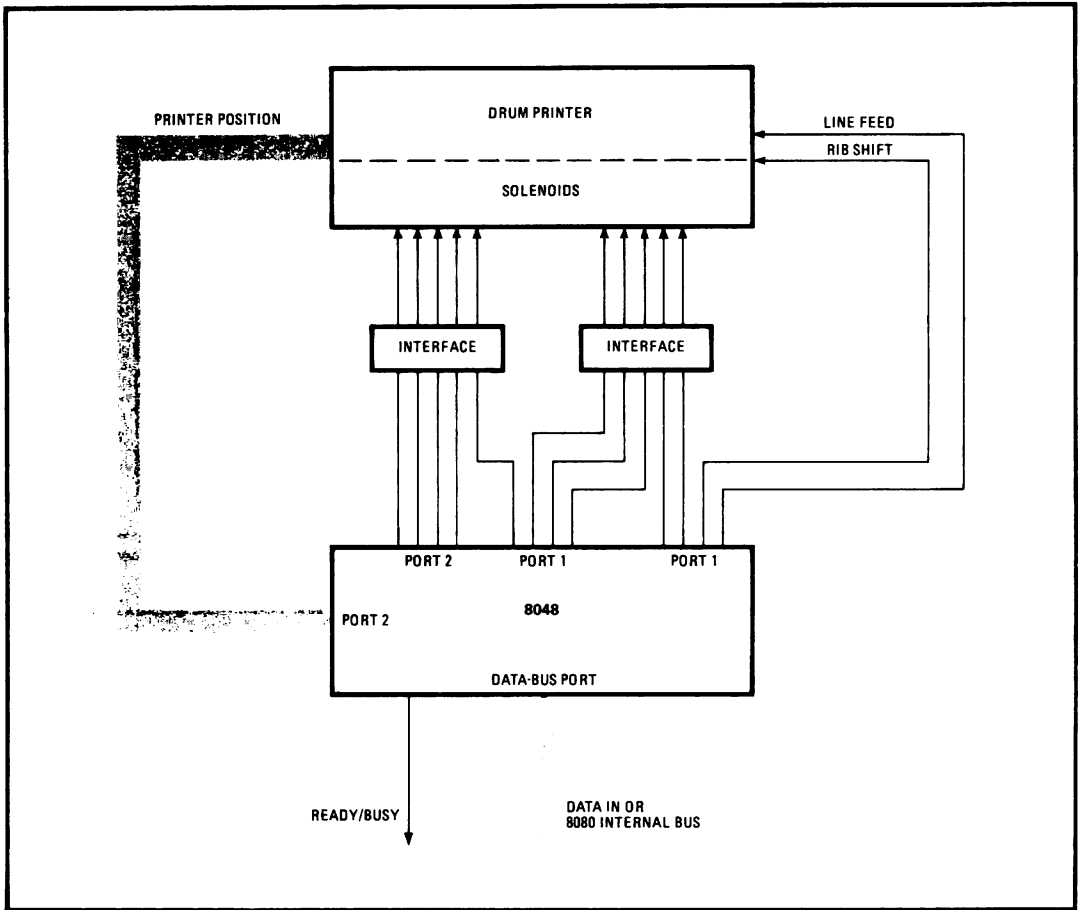 DRUM PRINTER
PRINTER POSITION
LINE FEED
RIB SHIFT
SOLENOIDS
INTERFACE
INTERFACE
PORT 2
PORT 1
PORT 1
8048
PORT 2
DATA-BUS PORT
READY/BUSY
DATA IN OR
8080 INTERNAL BUS